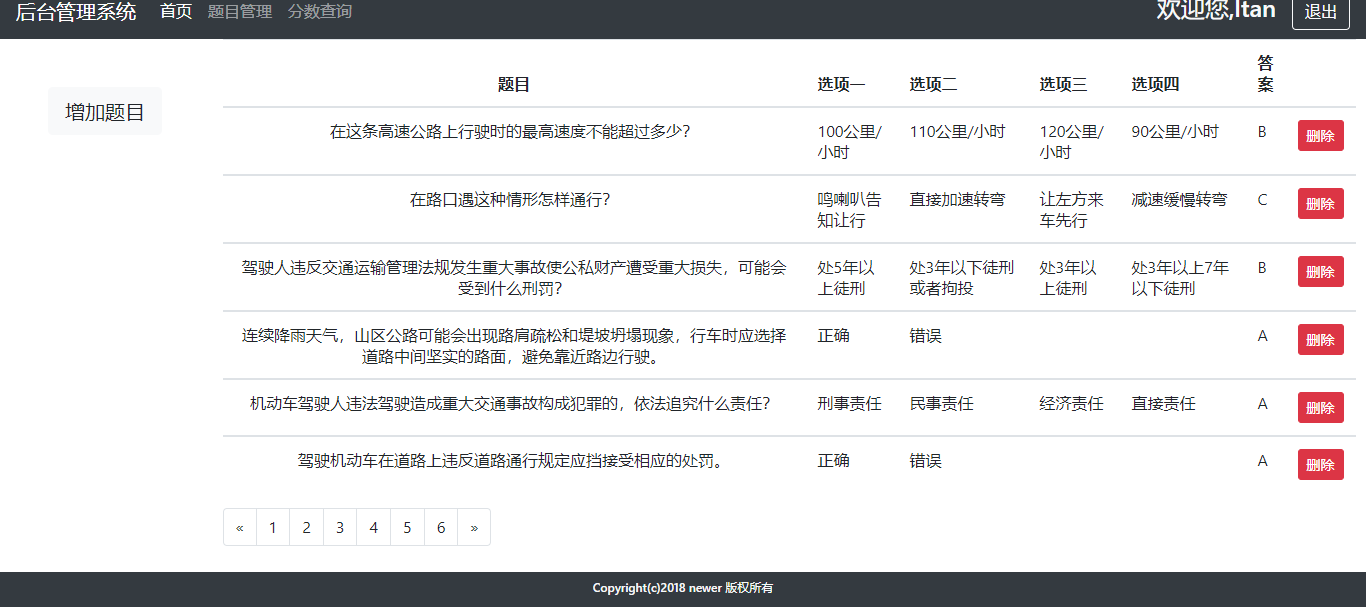 后台管理系统 首页 题目管理 分数查询 欢迎您,ltan 退出
增加题目
题目 选项一 选项二 选项三 选项四 答案
在这条高速公路上行驶时的最高速度不能超过多少？ 100公里/小时 110公里/小时 120公里/小时 90公里/小时 B 删除
在路口遇这种情形怎样通行？ 鸣喇叭告知让行 直接加速转弯 让左方来车先行 减速缓慢转弯 C 删除
驾驶人违反交通运输管理法规发生重大事故使公私财产遭受重大损失，可能会受到什么刑罚？ 处5年以上徒刑 处3年以下徒刑或者拘投 处3年以上徒刑 处3年以上7年以下徒刑 B 删除
连续降雨天气，山区公路可能会出现路肩疏松和堤坡坍塌现象，行车时应选择道路中间坚实的路面，避免靠近路边行驶。 正确 错误 A 删除
机动车驾驶人违法驾驶造成重大交通事故构成犯罪的，依法追究什么责任？ 刑事责任 民事责任 经济责任 直接责任 A 删除
驾驶机动车在道路上违反道路通行规定应挡接受相应的处罚。 正确 错误 A 删除
« 1 2 3 4 5 6 »
Copyright(c)2018 newer 版权所有